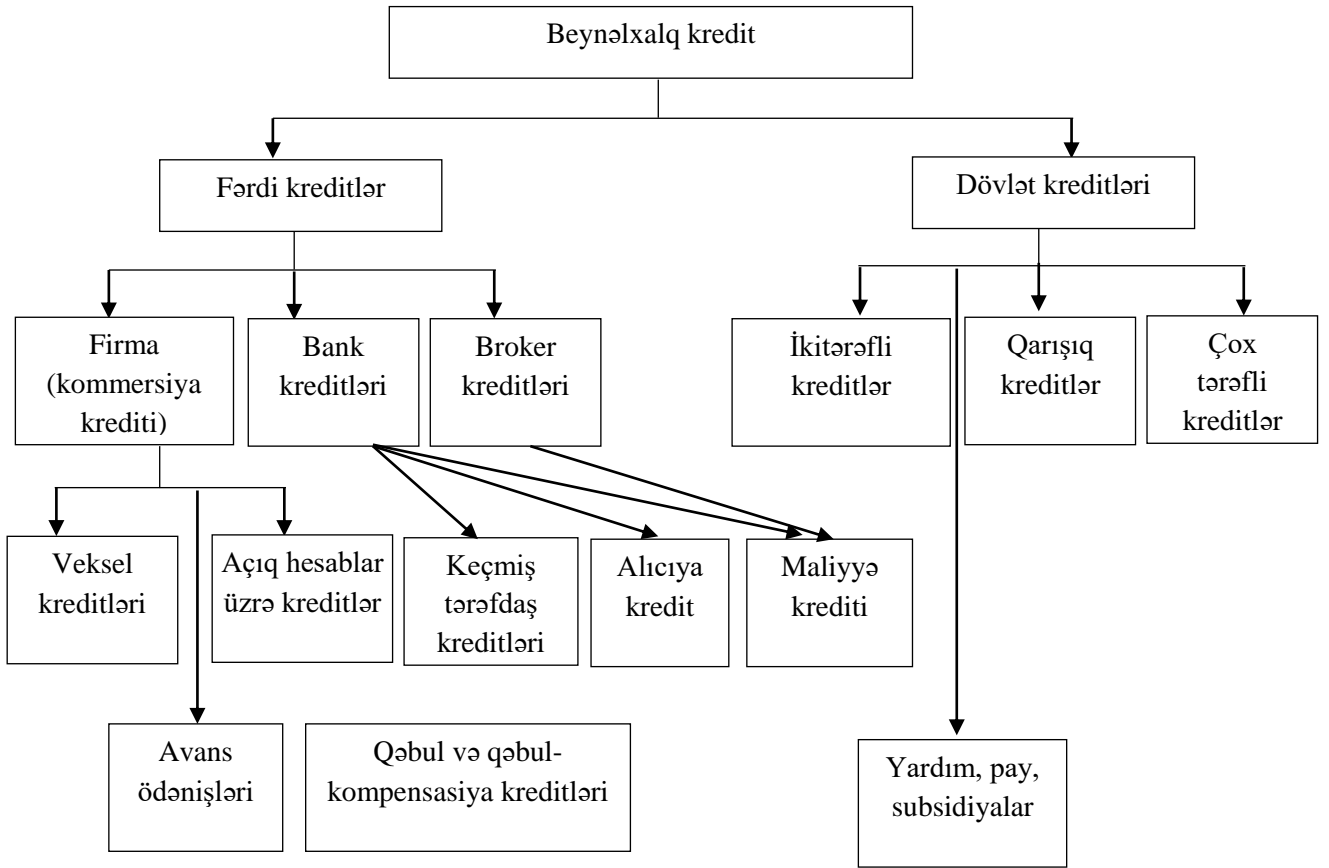 Beynəlxalq kredit
Fərdi kreditlər
Dövlət kreditləri
Firma
(kommersiya
krediti)
Bank
kreditləri
Broker
kreditləri
İkitərəfli
kreditlər
Qarışıq
kreditlər
Çox
tərəfli
kreditlər
Veksel
kreditləri
Açıq hesablar
üzrə kreditlər
Keçmiş
tərəfdaş
kreditləri
Alıcıya
kredit
Maliyyə
krediti
Avans
ödənişləri
Qəbul və qəbul-
kompensasiya kreditləri
Yardım, pay,
subsidiyalar